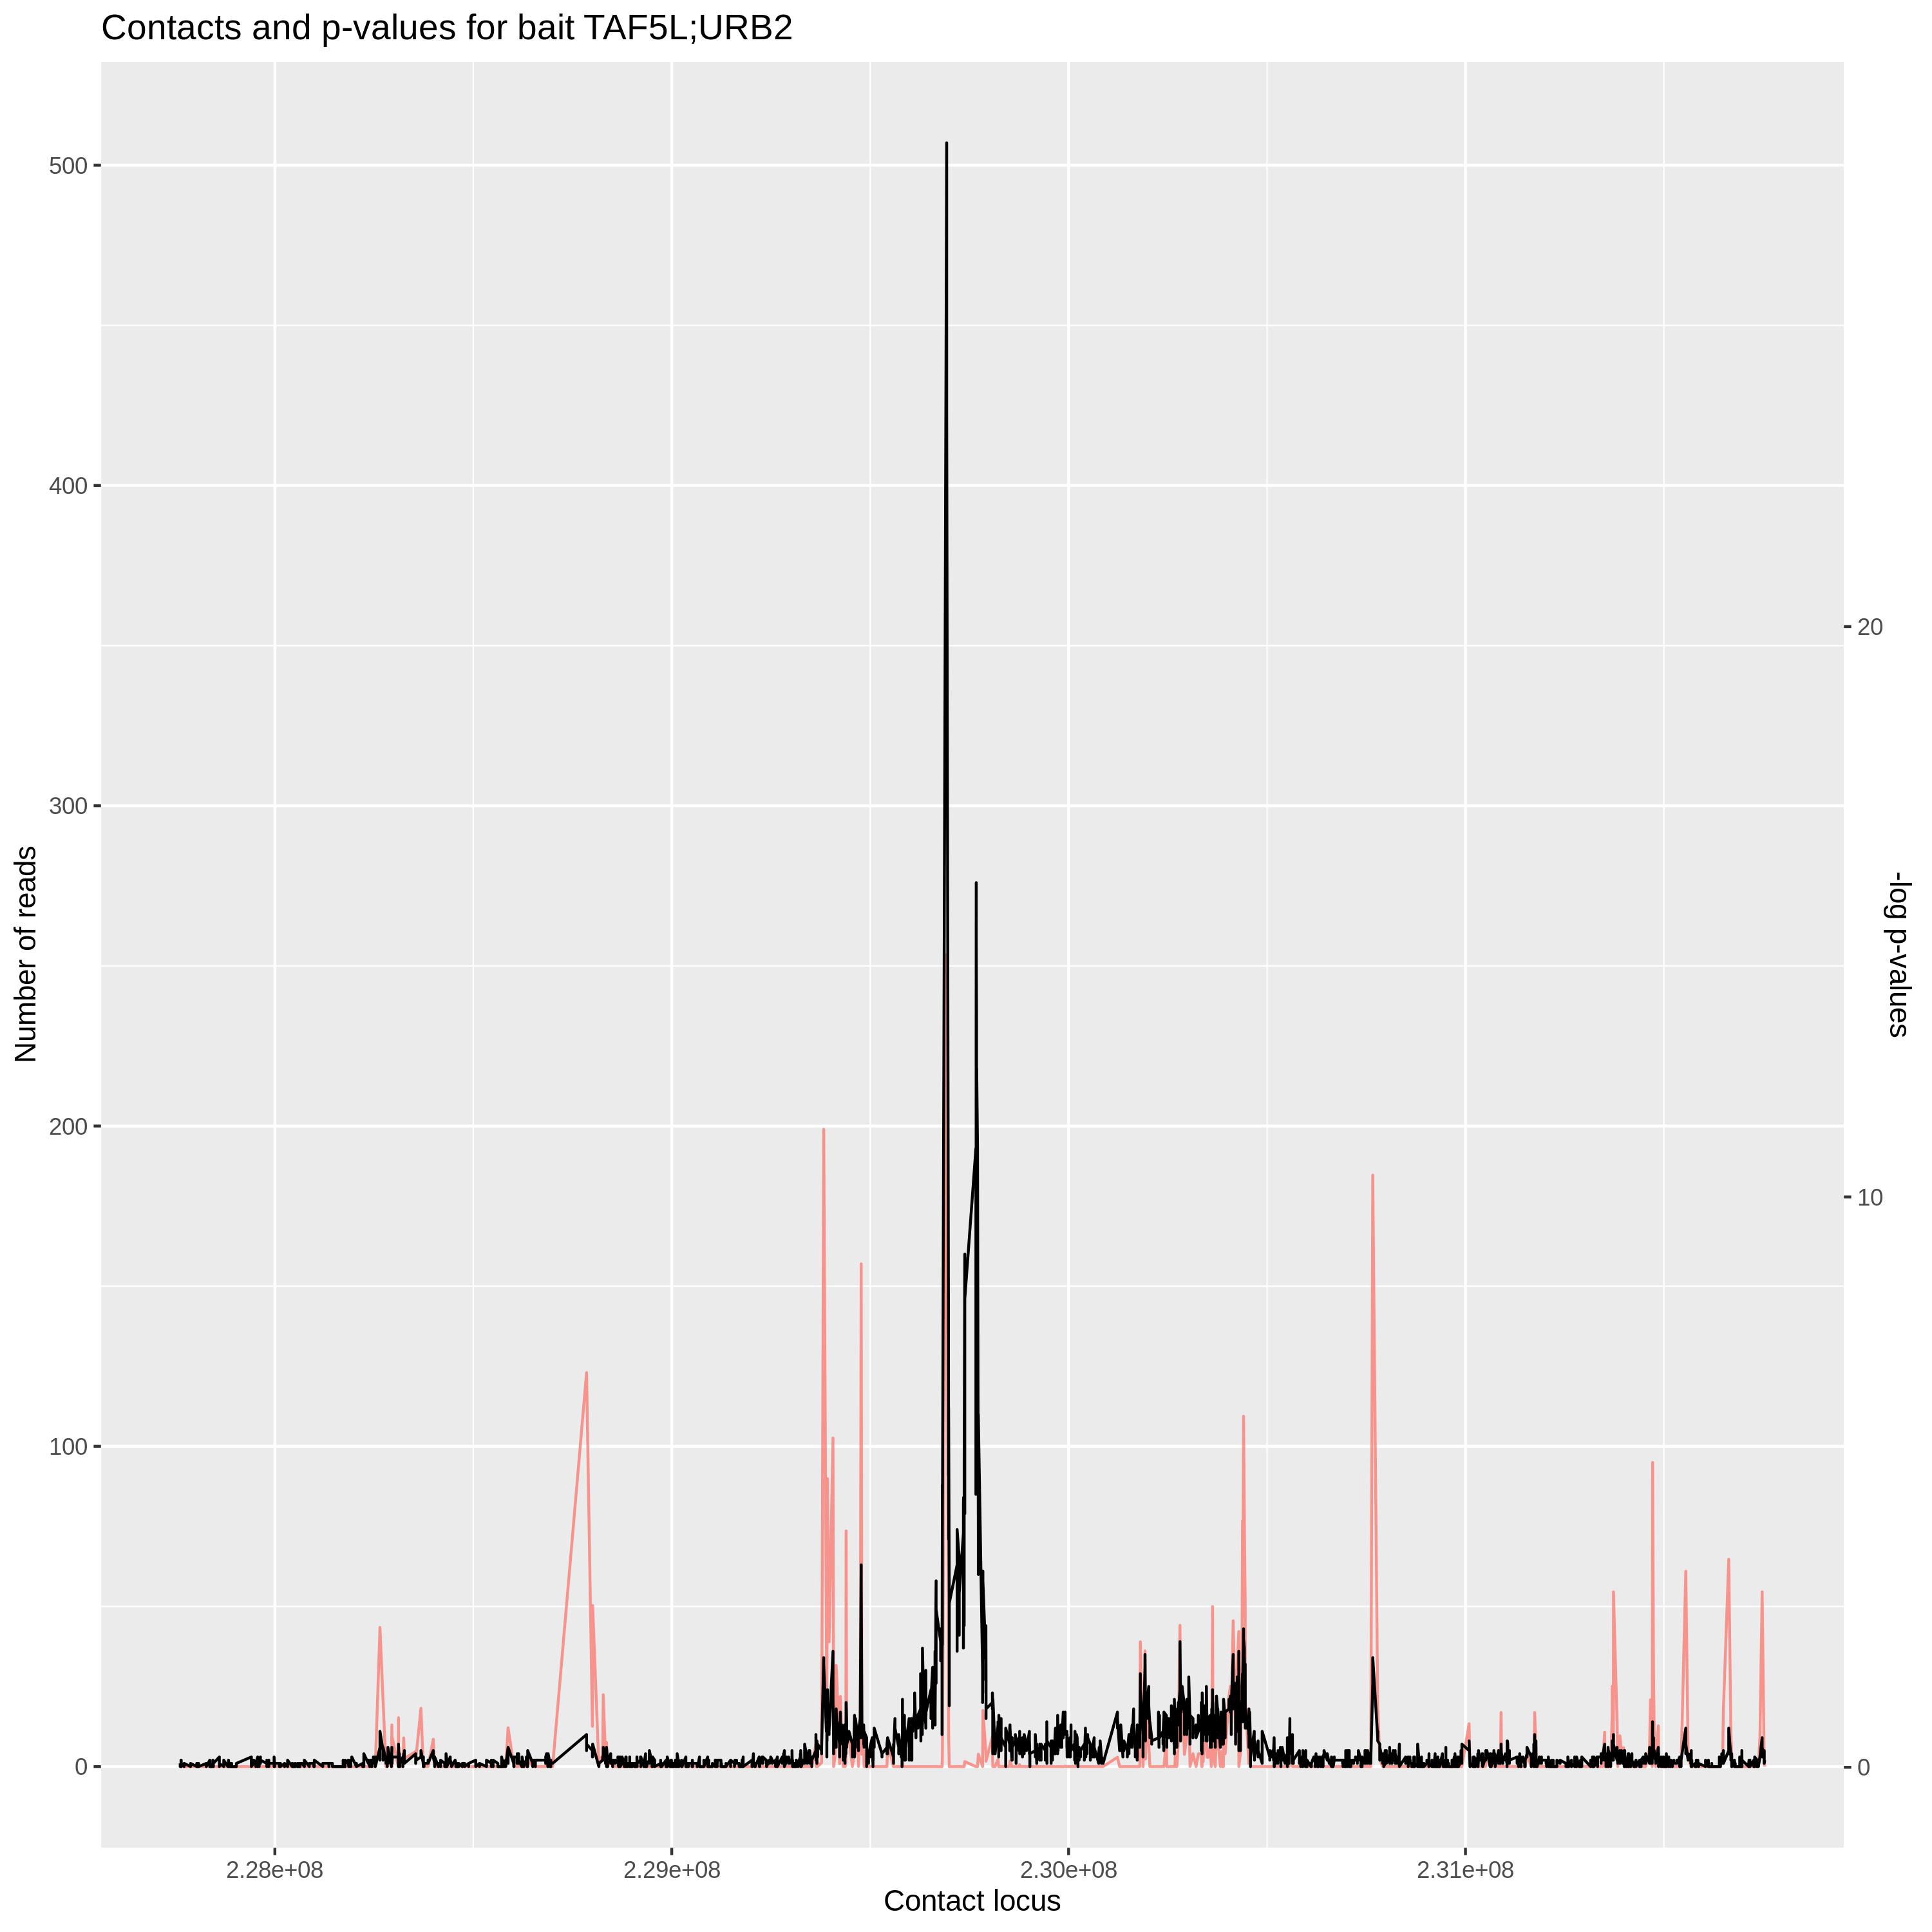 Contacts and p-values for bait TAF5L;URB2
500
400
300
200
100
0
Number of reads
20
10
0
-log p-values
2.28e+08
2.29e+08
2.30e+08
2.31e+08
Contact locus